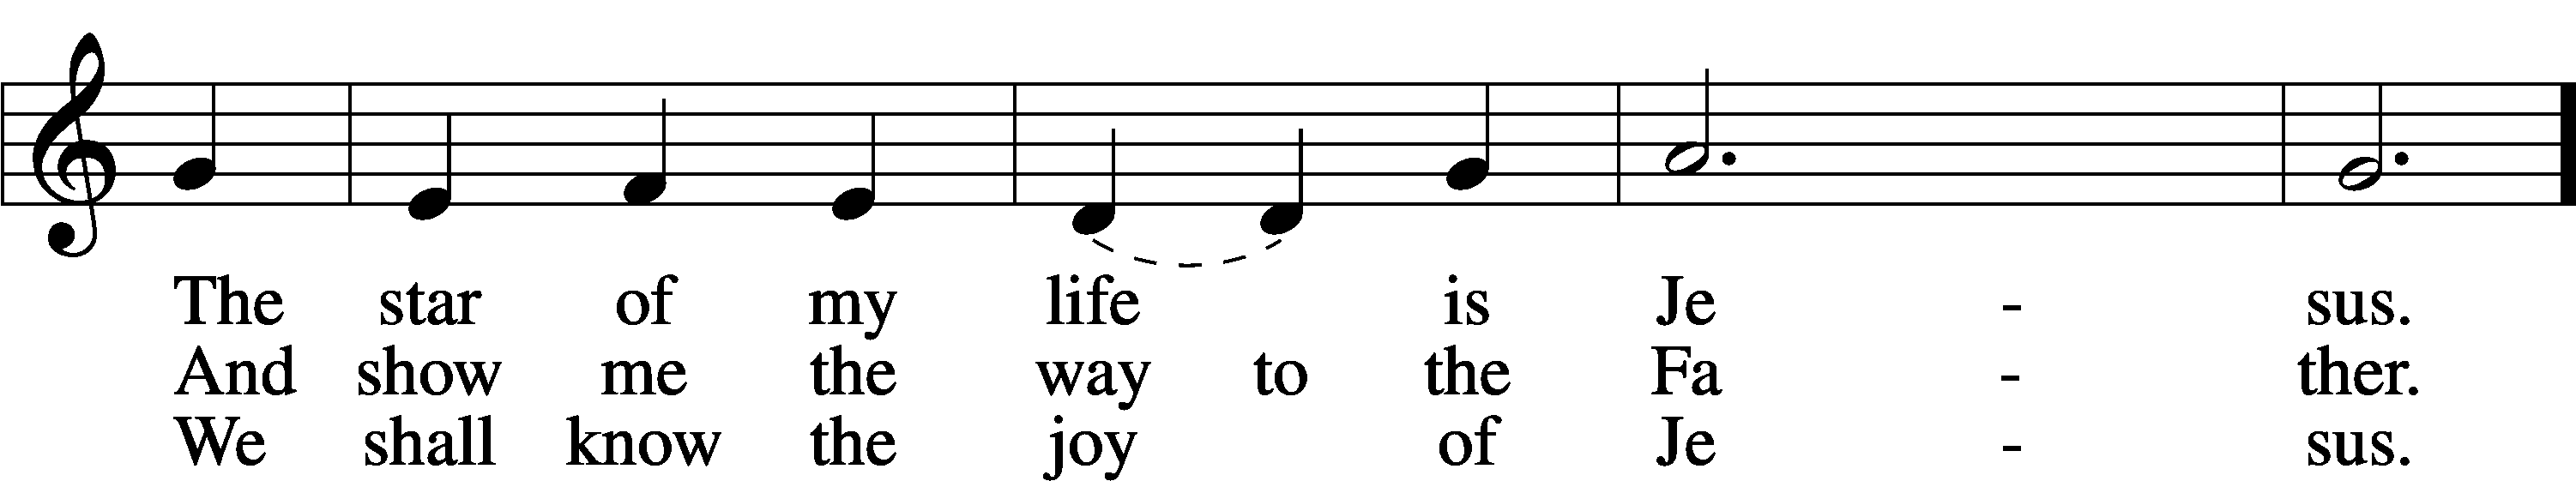 The star of my life is Je - sus.
And show me the way to the Fa - ther.
We shall know the joy of Je - sus.